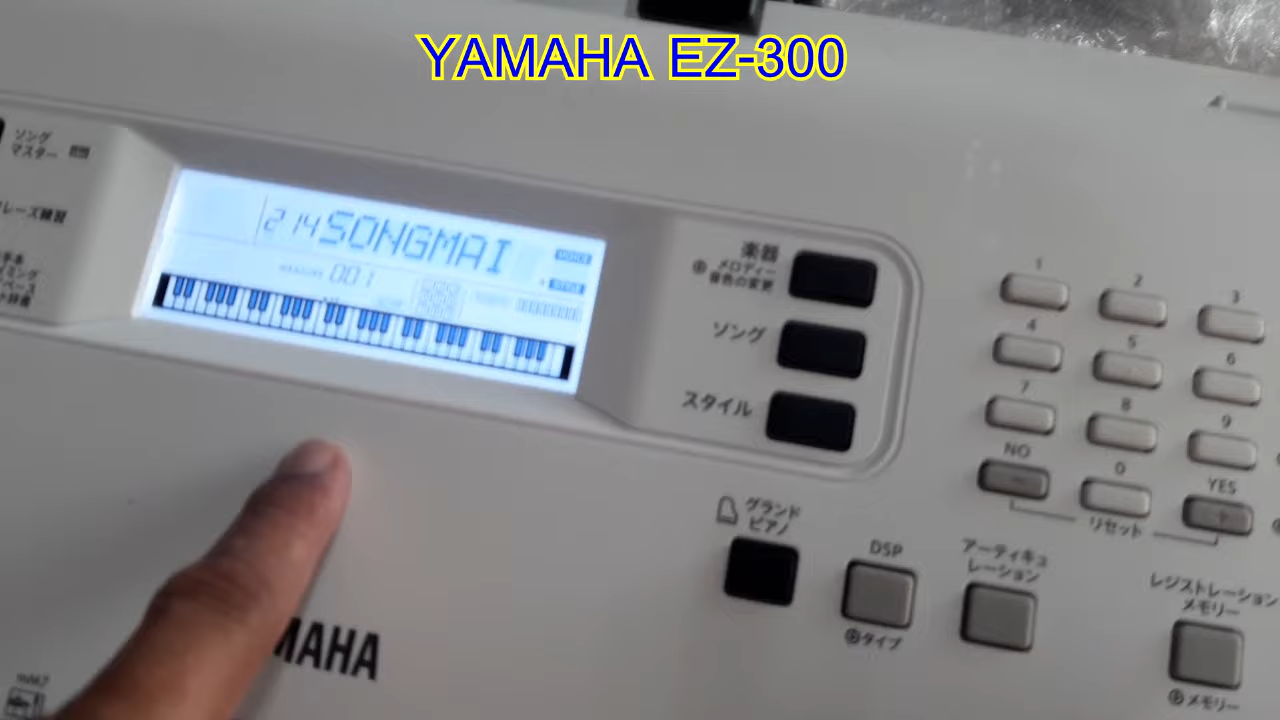 YAMAHA EZ-300
ソング
マスター
レーズ練習
214 SONGMAI
VOICE
001
STYLE
楽器
メロディー
音色の変更
ソング
スタイル
1
2
3
4
5
6
7
8
9
NO
0
YES
リセット
グランド
ピアノ
DSP
タイプ
アーティキュ
レーション
レジストレーション
メモリー
メモリー
MAHA